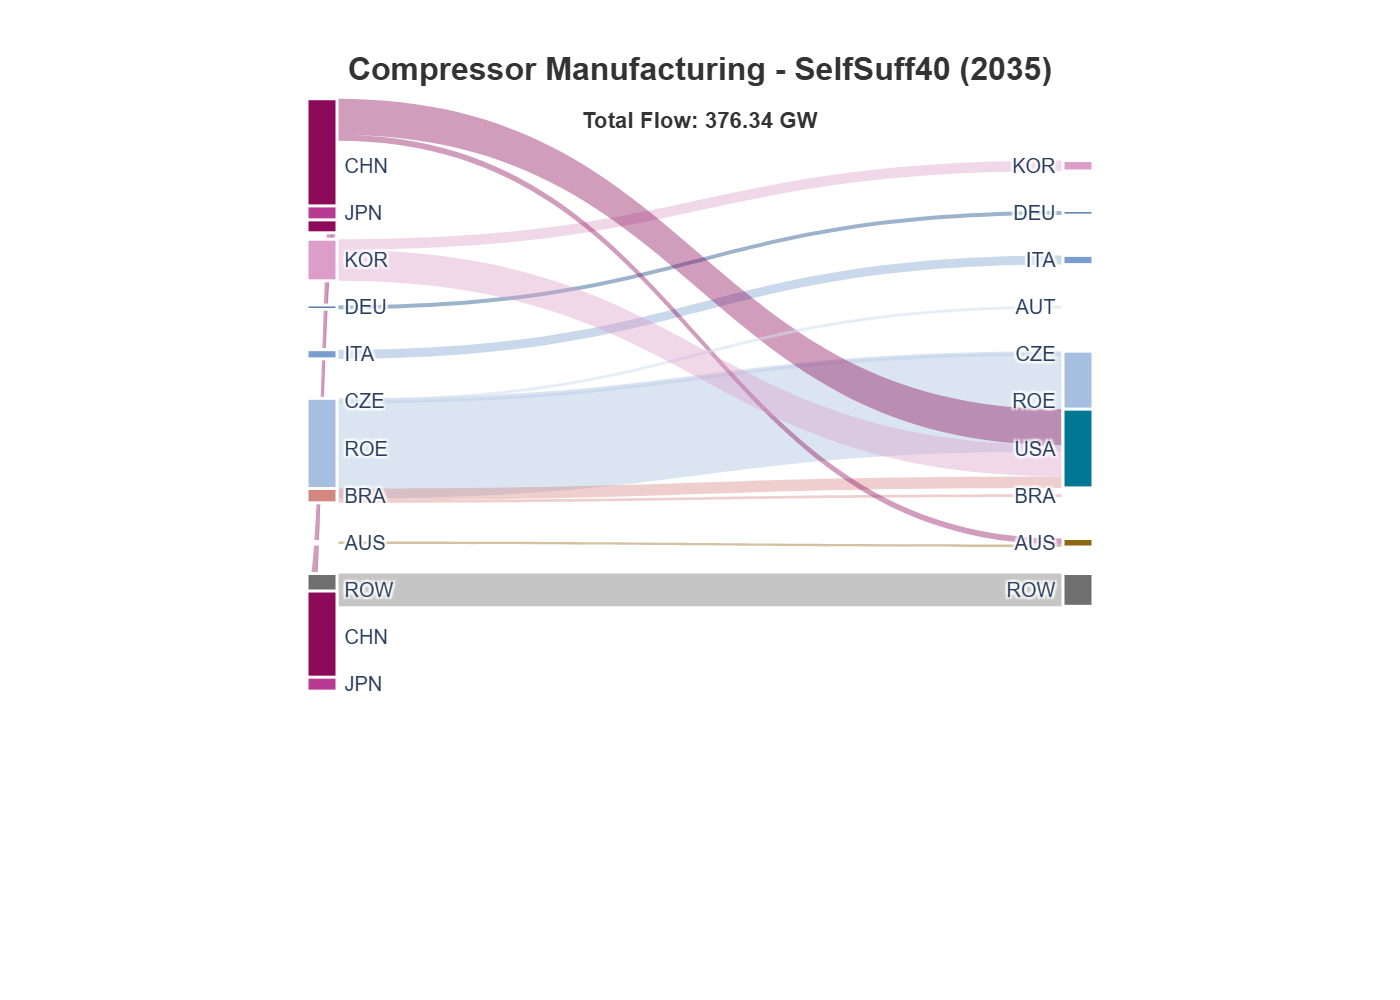 Compressor Manufacturing - SelfSuff40 (2035)
Total Flow: 376.34 GW
CHN
JPN
KOR
DEU
ITA
CZE
ROE
BRA
AUS
ROW
CHN
JPN
KOR
DEU
ITA
AUT
CZE
ROE
USA
BRA
AUS
ROW